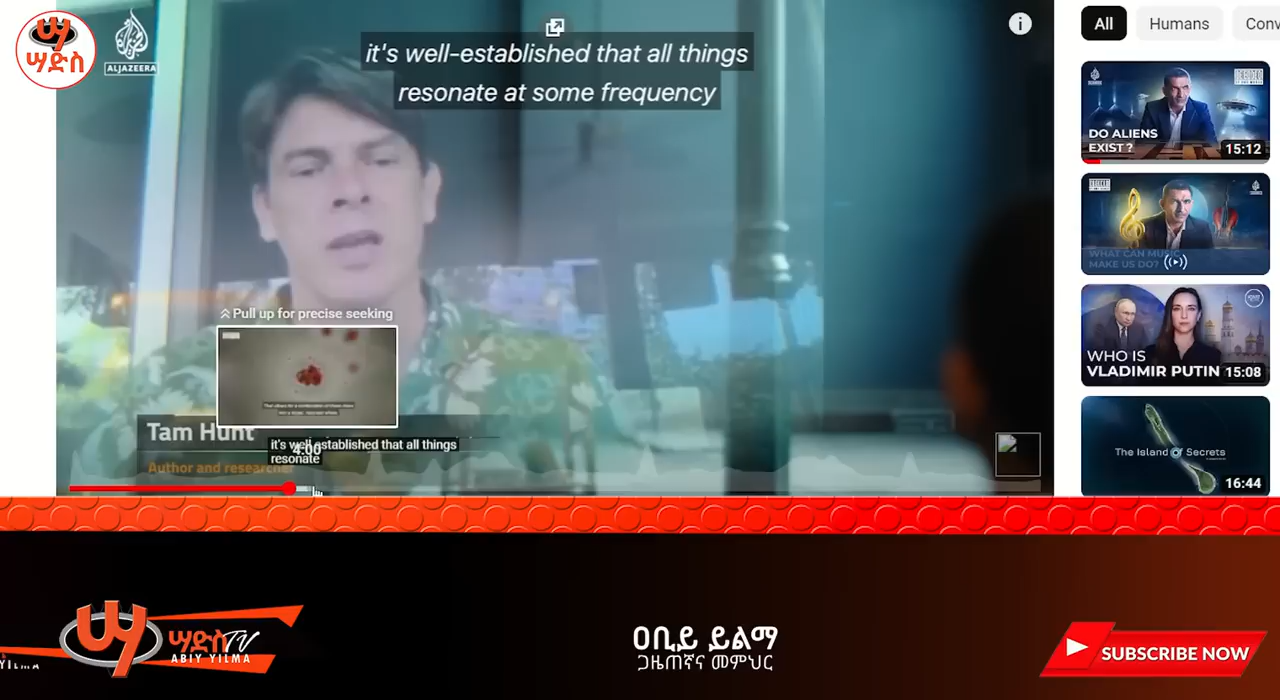 ሣድስ
ALJAZEERA
it's well-established that all things
resonate at some frequency
All
Humans
Conv
DO ALIENS
EXIST ?
15:12
WHAT CAN MU
MAKE US DO?
WHO IS
VLADIMIR PUTIN
15:08
The Island of Secrets
16:44
Pull up for precise seeking
Tam Hunt
Author and researcher
it's well-established that all things
resonate
4:00
ሣድስ TV
ABIY YILMA
ዐቢይ ይልማ
ጋዜጠኛና መምህር
SUBSCRIBE NOW